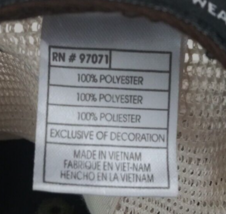 RN # 97071
100% POLYESTER
100% POLYESTER
100% POLIESTER
EXCLUSIVE OF DECORATION
MADE IN VIETNAM
FABRIQUE EN VIET-NAM
HENCHO EN LA VIETNAM